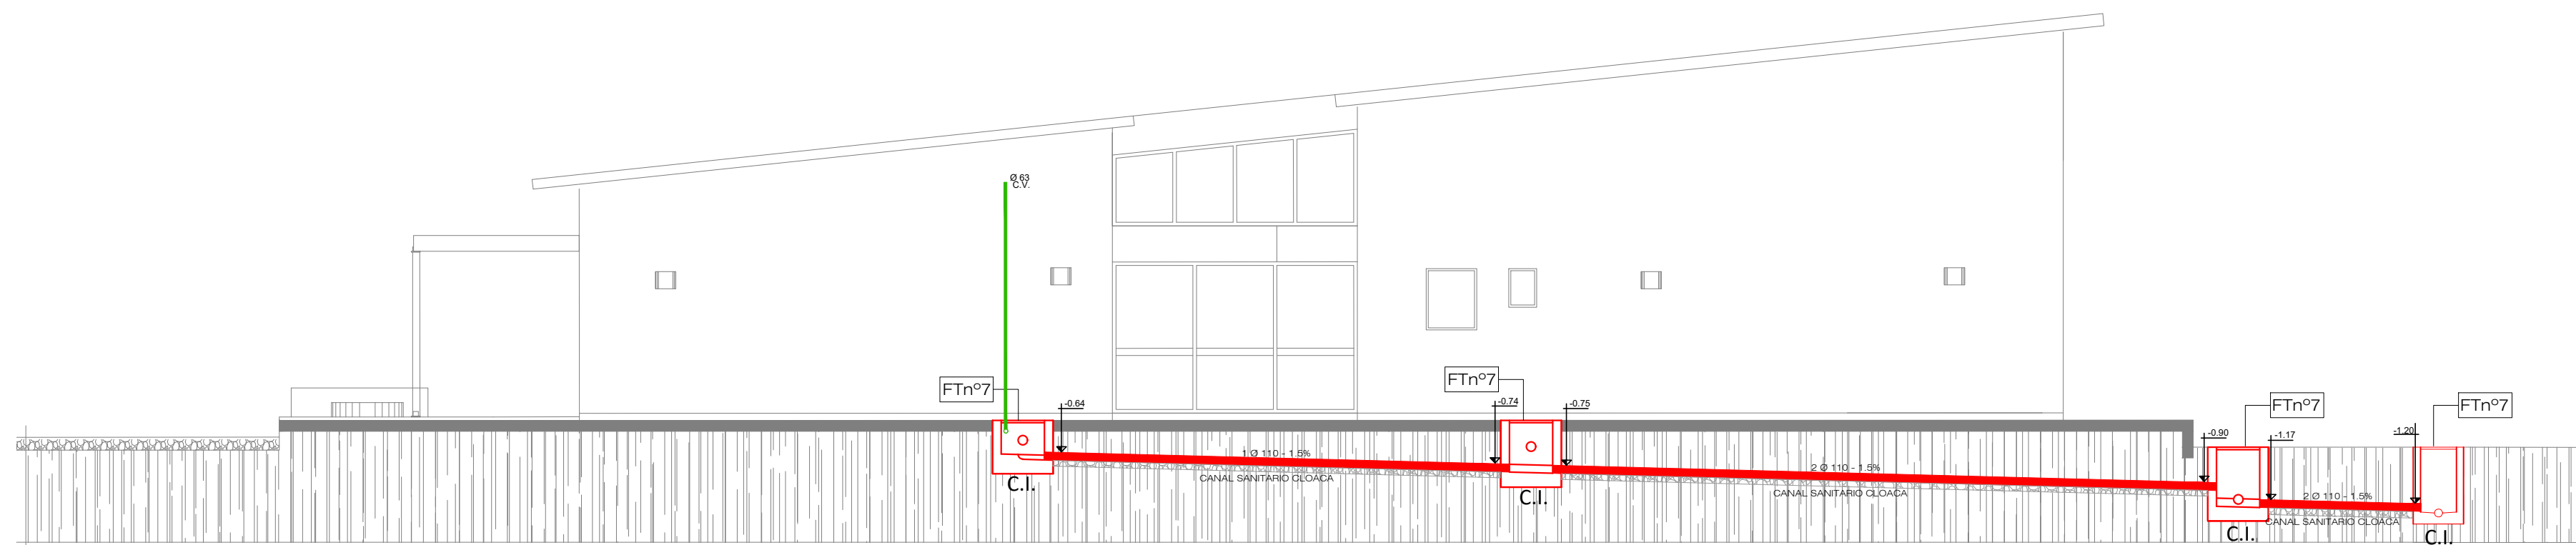 Ø 63
C.V.
FTnº7
FTnº7
FTnº7
FTnº7
-0.64
-0.74
-0.75
-0.90
-1.17
-1.20
1 Ø 110 - 1.5%
CANAL SANITARIO CLOACA
2 Ø 110 - 1.5%
CANAL SANITARIO CLOACA
2 Ø 110 - 1.5%
CANAL SANITARIO CLOACA
C.I.
C.I.
C.I.
C.I.